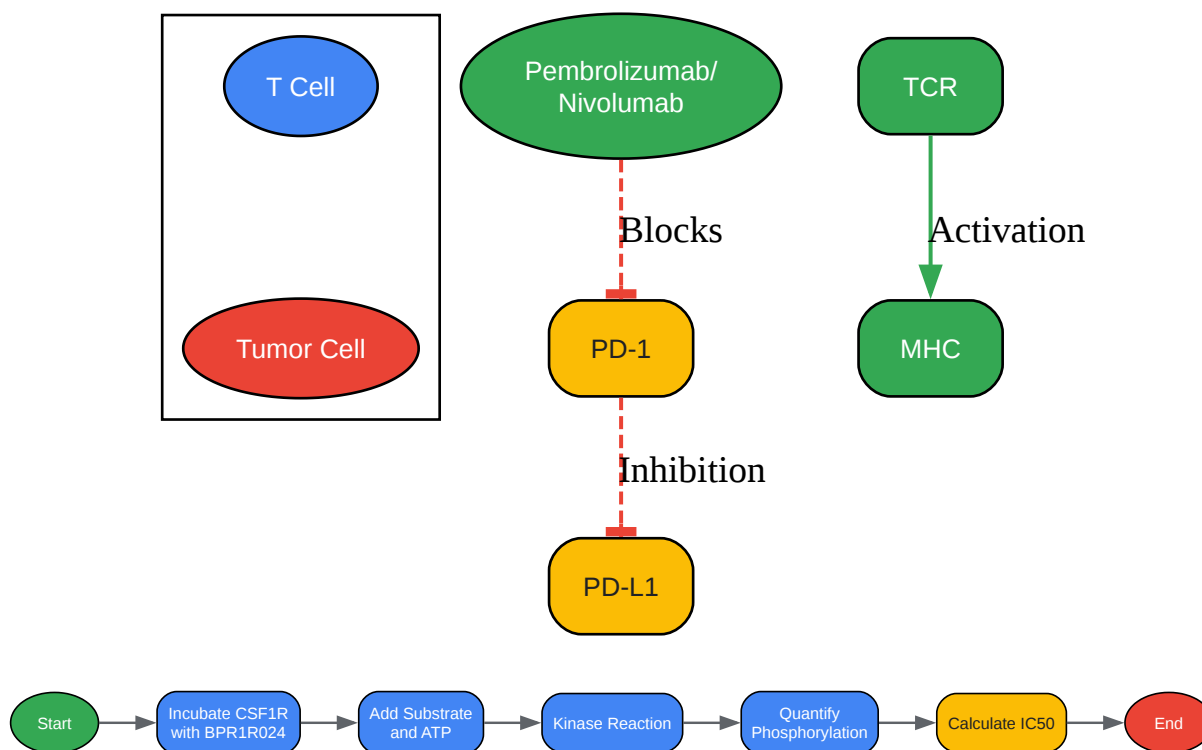 T Cell
Pembrolizumab/
Nivolumab
TCR
Blocks
Activation
Tumor Cell
PD-1
MHC
Inhibition
PD-L1
Start
Incubate CSF1R
with BPR1R024
Add Substrate
and ATP
Kinase Reaction
Quantify
Phosphorylation
Calculate IC50
End